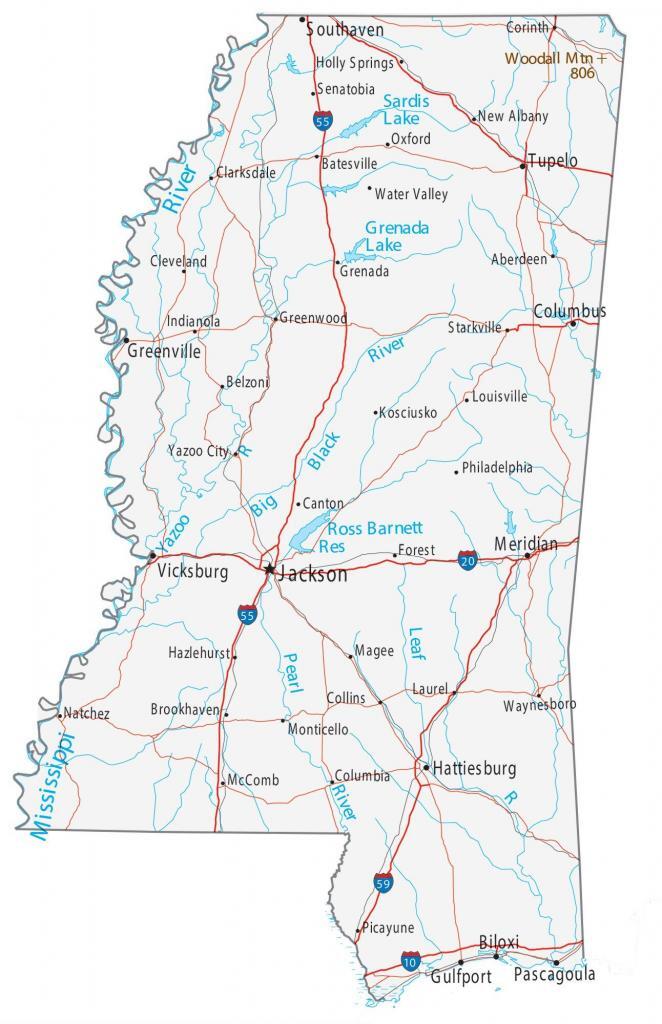 Southaven
Corinth
Holly Springs
Woodall Mtn +
806
Senatobia
Sardis
Lake
New Albany
55
Oxford
Batesville
Tupelo
Clarksdale
River
Water Valley
Grenada
Lake
Cleveland
Grenada
Aberdeen
Indianola
Greenwood
Columbus
Starkville
Greenville
River
Belzoni
Louisville
Kosciusko
Yazoo City
R
Black
Philadelphia
Big
Canton
Ross Barnett
Res
Yazoo
Forest
Meridian
20
Vicksburg
Jackson
55
Hazlehurst
Magee
Leaf
Pearl
Collins
Laurel
Waynesboro
Natchez
Brookhaven
Monticello
Mississippi
McComb
Columbia
Hattiesburg
River
R
59
Picayune
Biloxi
10
Gulfport
Pascagoula